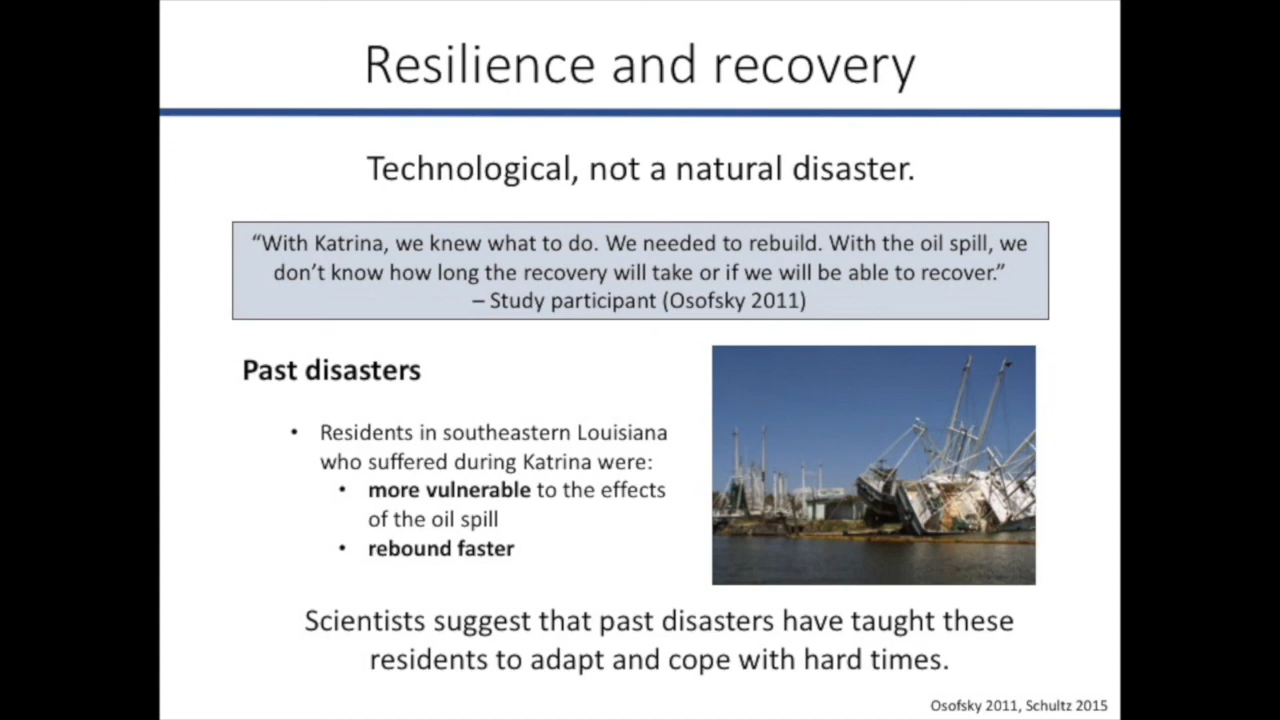 Resilience and recovery
Technological, not a natural disaster.
“With Katrina, we knew what to do. We needed to rebuild. With the oil spill, we
don’t know how long the recovery will take or if we will be able to recover.”
– Study participant (Osofsky 2011)
Past disasters
• Residents in southeastern Louisiana
who suffered during Katrina were:
• more vulnerable to the effects
of the oil spill
• rebound faster
Scientists suggest that past disasters have taught these
residents to adapt and cope with hard times.
Osofsky 2011, Schultz 2015